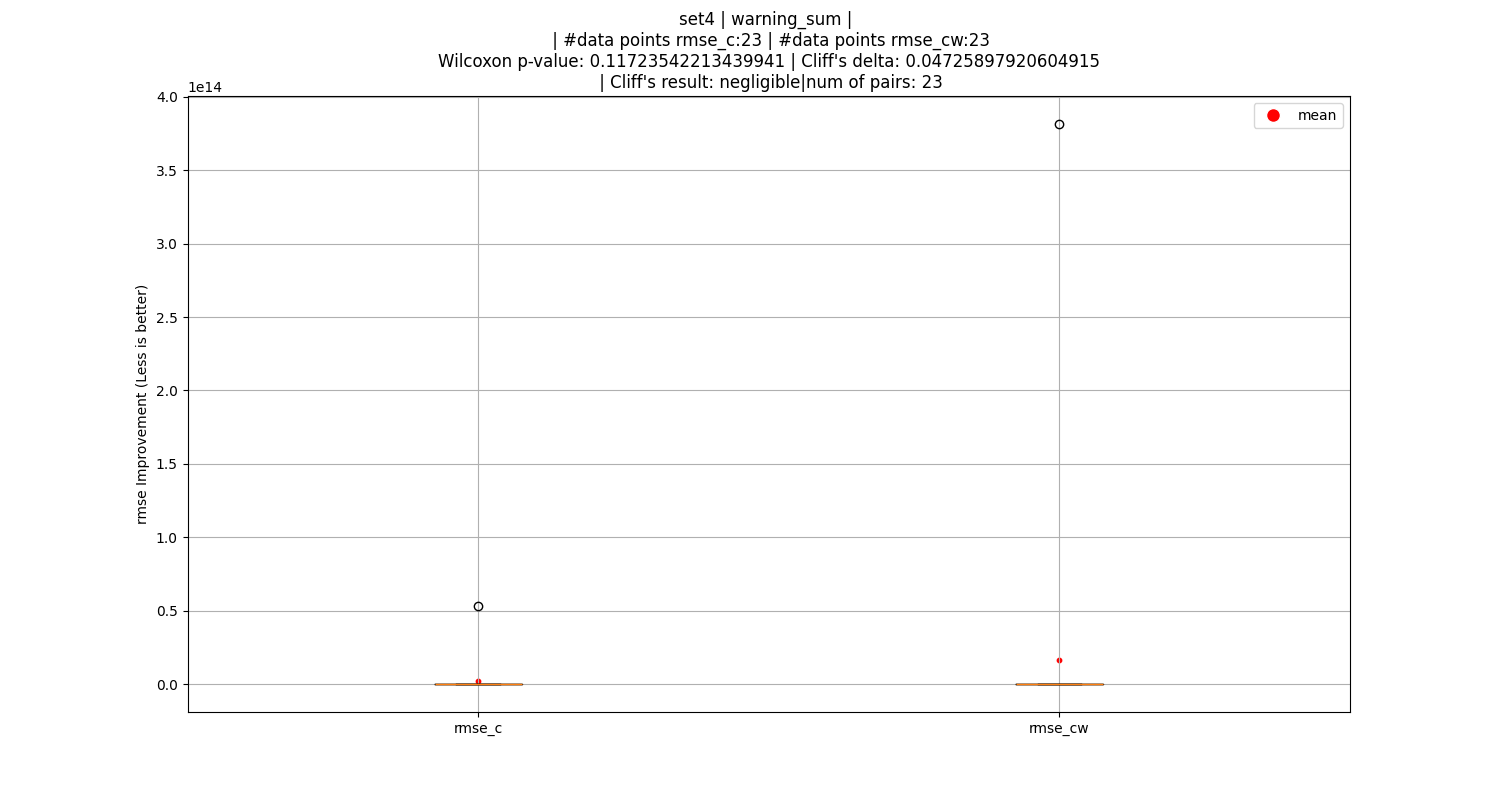 set4 | warning_sum |
| #data points rmse_c:23 | #data points rmse_cw:23
Wilcoxon p-value: 0.11723542213439941 | Cliff's delta: 0.04725897920604915
| Cliff's result: negligible|num of pairs: 23
1e14
mean
4.0
3.5
3.0
2.5
2.0
1.5
1.0
0.5
0.0
rmse Improvement (Less is better)
rmse_c
rmse_cw